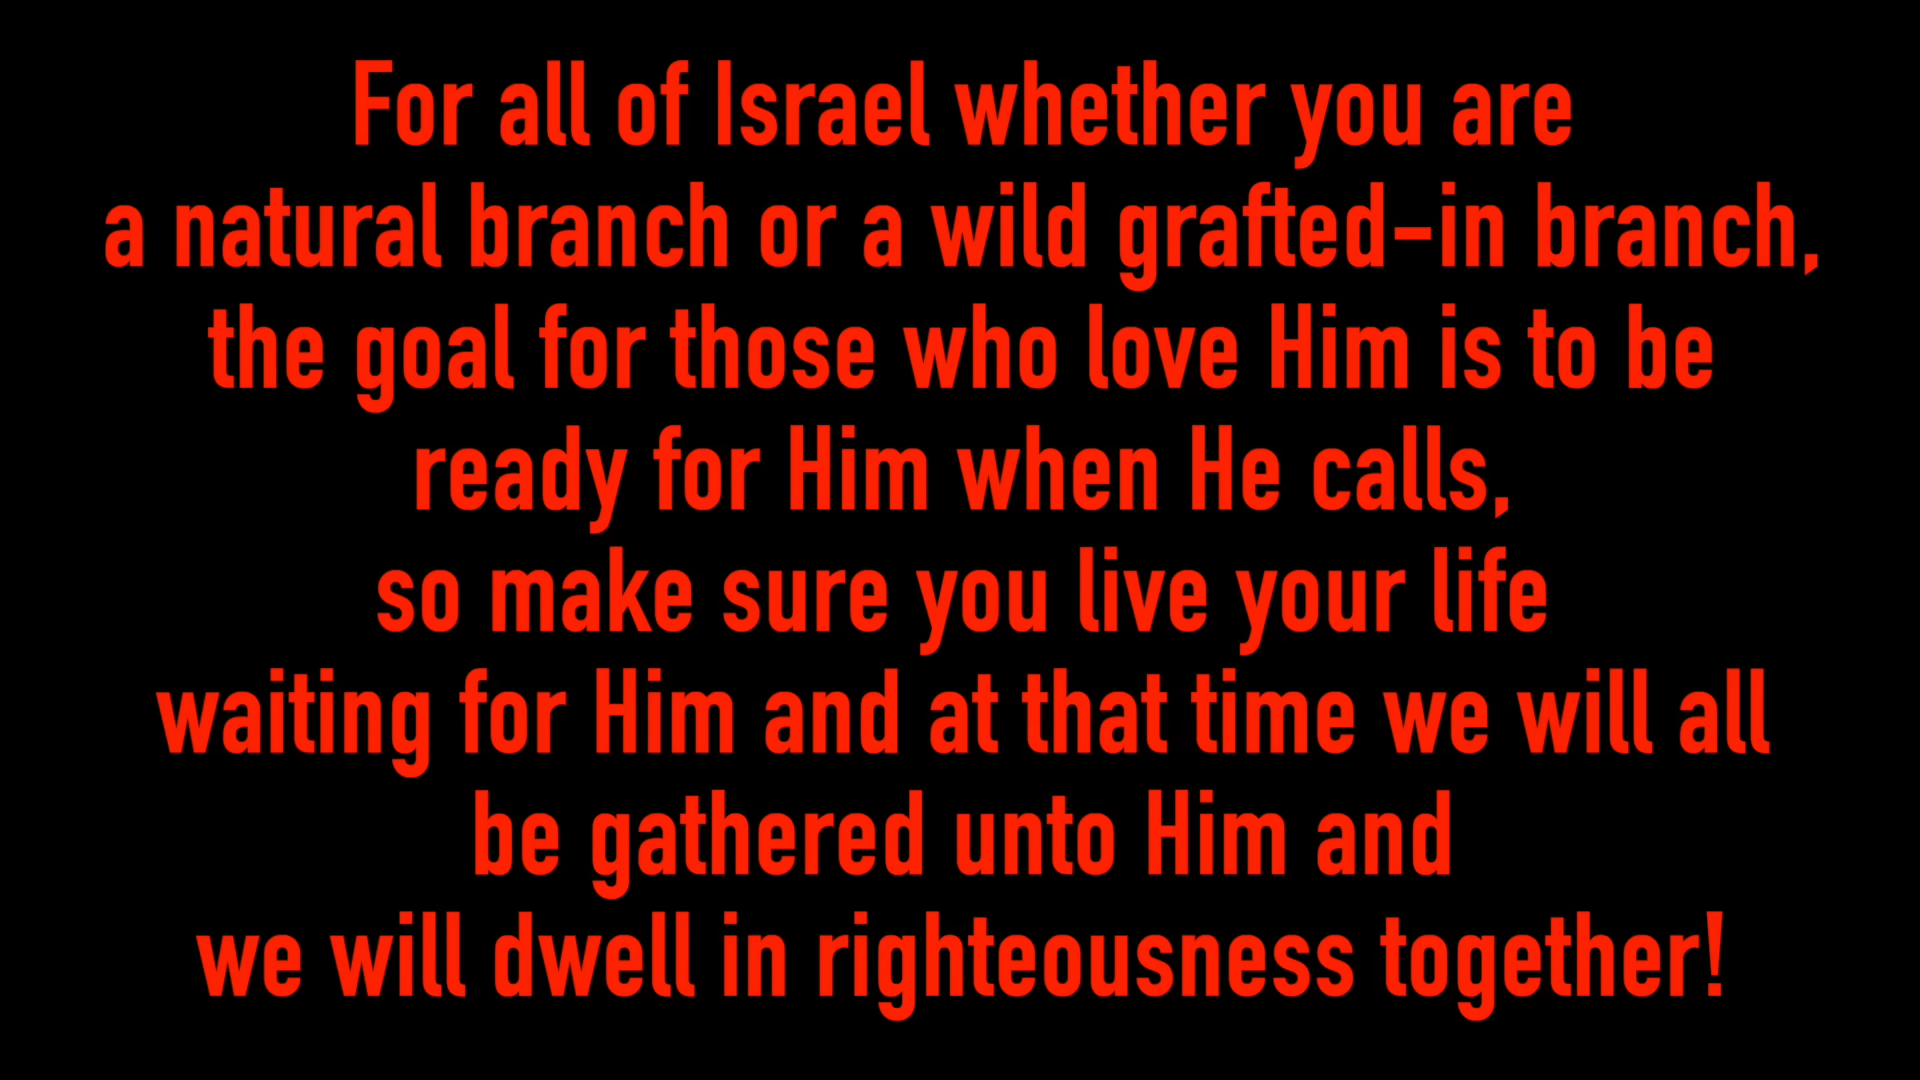 For all of Israel whether you are
a natural branch or a wild grafted-in branch,
the goal for those who love Him is to be
ready for Him when He calls,
so make sure you live your life
waiting for Him and at that time we will all
be gathered unto Him and
we will dwell in righteousness together!